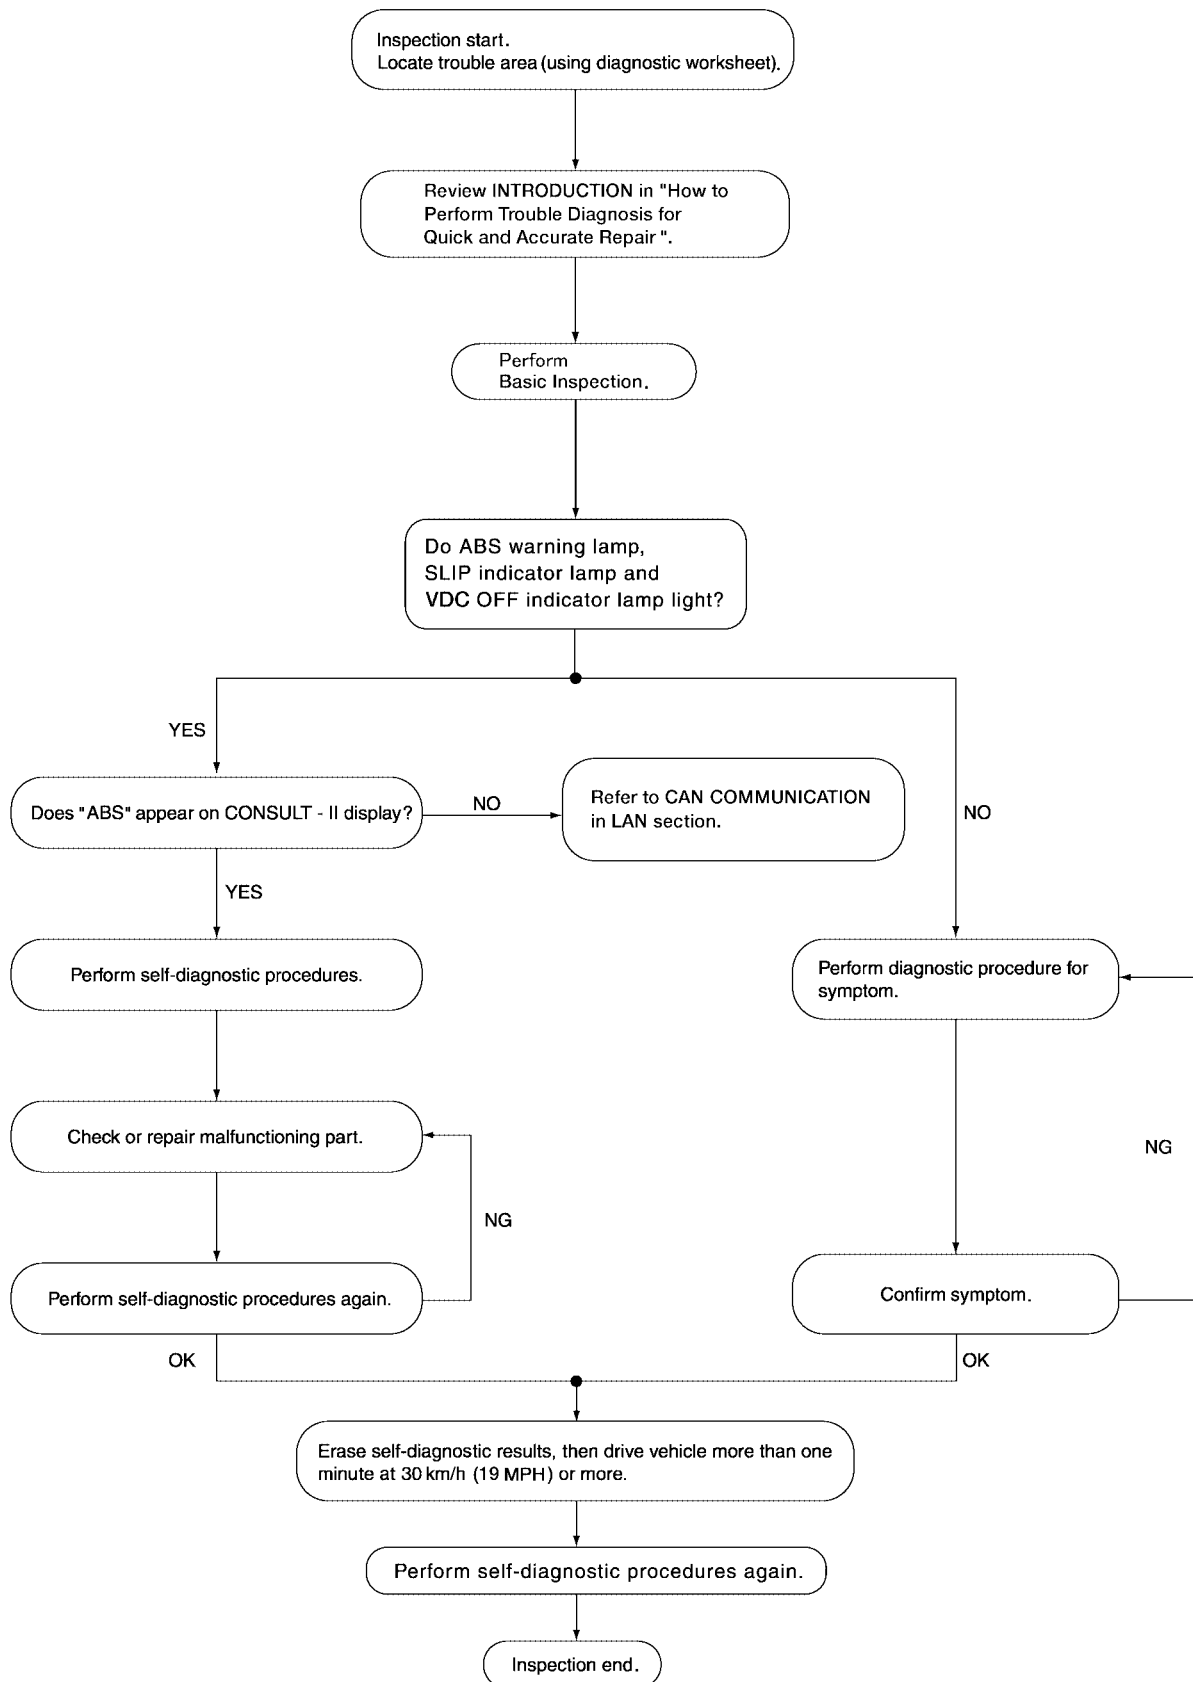 Inspection start.
Locate trouble area (using diagnostic worksheet).
Review INTRODUCTION in "How to
Perform Trouble Diagnosis for
Quick and Accurate Repair ".
Perform
Basic Inspection.
Do ABS warning lamp,
SLIP indicator lamp and
VDC OFF indicator lamp light?
YES
NO
Does "ABS" appear on CONSULT - II display?
NO
Refer to CAN COMMUNICATION
in LAN section.
YES
Perform self-diagnostic procedures.
Perform diagnostic procedure for
symptom.
Check or repair malfunctioning part.
NG
NG
Perform self-diagnostic procedures again.
Confirm symptom.
OK
OK
Erase self-diagnostic results, then drive vehicle more than one
minute at 30 km/h (19 MPH) or more.
Perform self-diagnostic procedures again.
Inspection end.